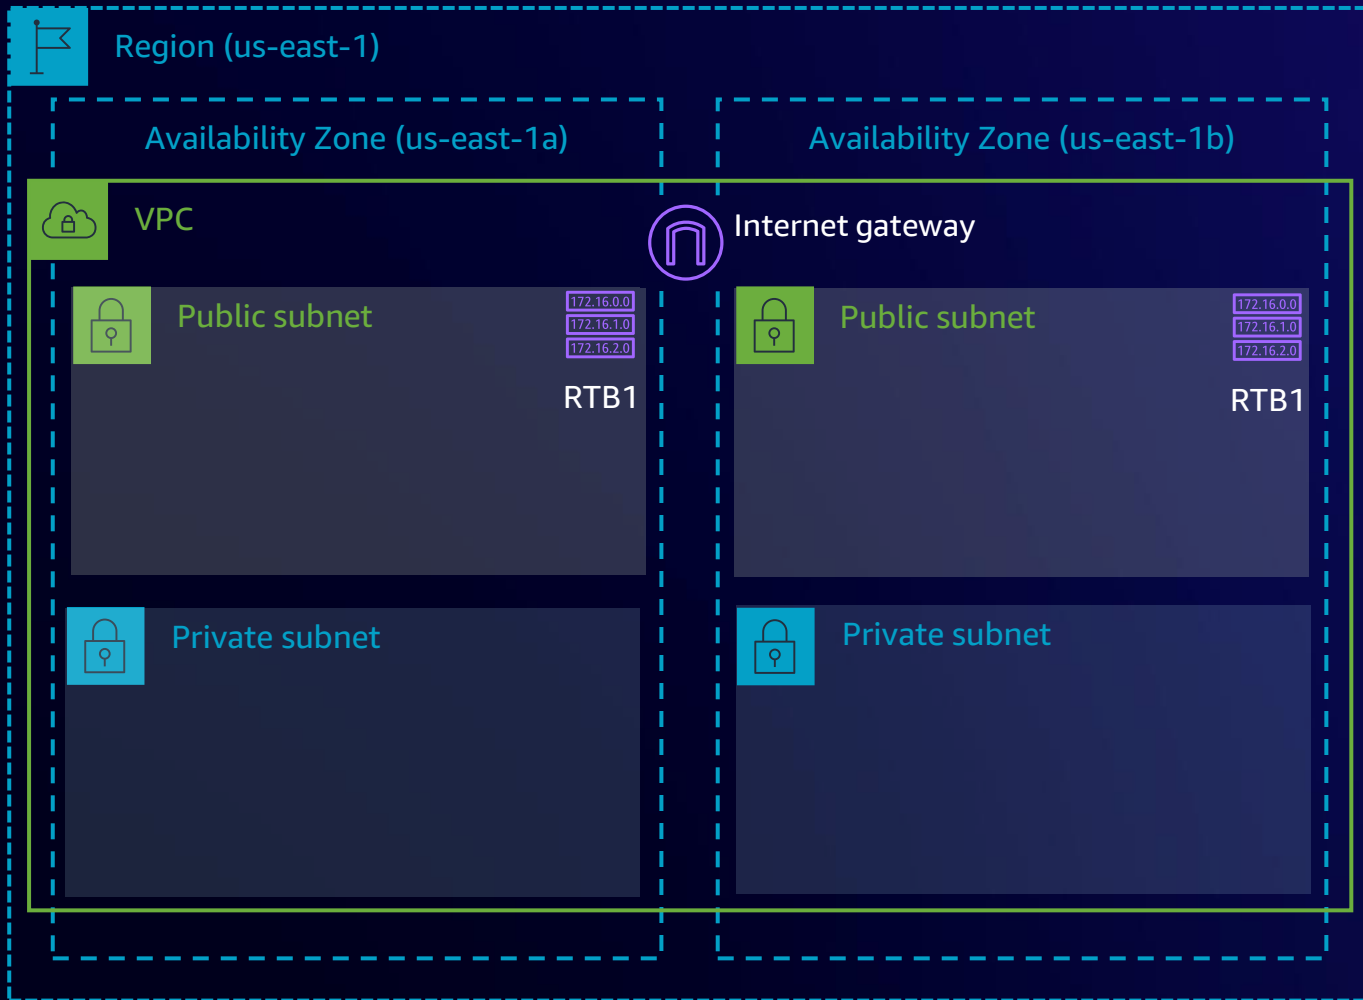 Region (us-east-1)
Availability Zone (us-east-1a)
Availability Zone (us-east-1b)
VPC
Internet gateway
Public subnet
172.16.0.0
172.16.1.0
172.16.2.0
RTB1
Public subnet
172.16.0.0
172.16.1.0
172.16.2.0
RTB1
Private subnet
Private subnet